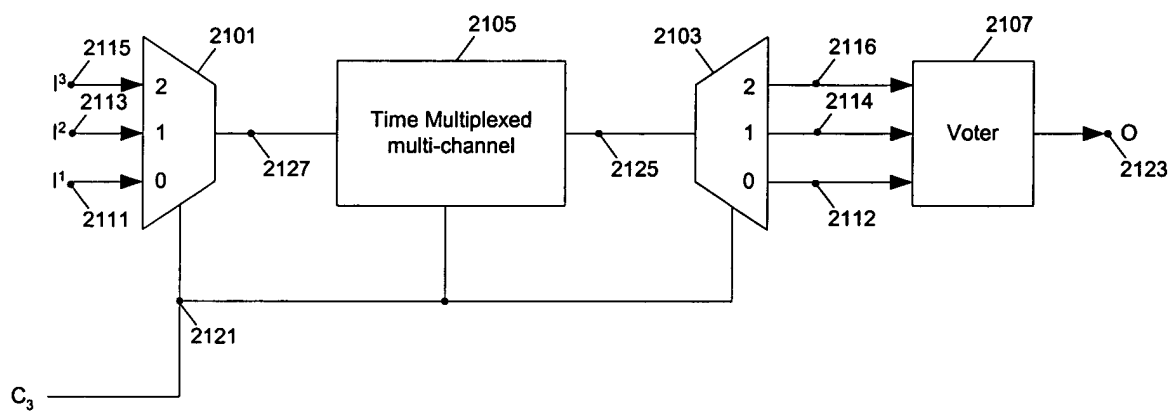 2115
2101
2105
2103
2116
2107
I³
2
2113
I²
1
I¹
0
2111
2127
Time Multiplexed
multi-channel
2125
2
2114
1
0
2112
Voter
O
2123
2121
C₃